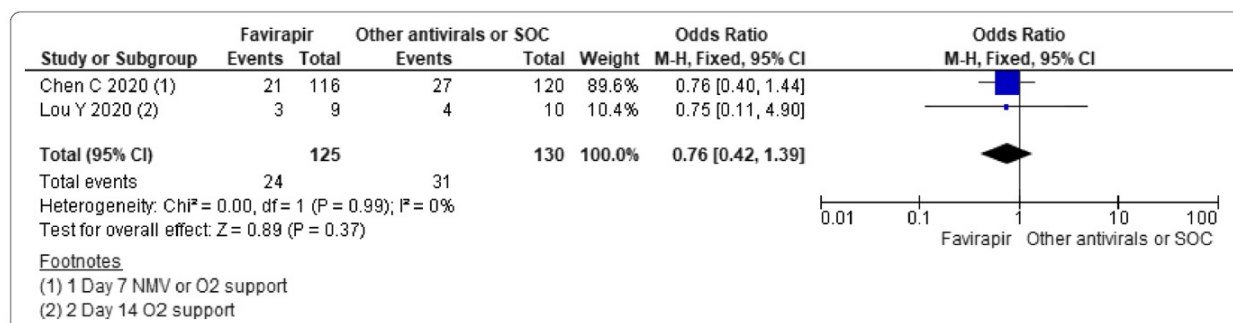 Favirapir Other antivirals or SOC Odds Ratio Odds Ratio
Study or Subgroup Events Total Events Total Weight M-H, Fixed, 95% CI M-H, Fixed, 95% CI
Chen C 2020 (1) 21 116 27 120 89.6% 0.76 [0.40, 1.44]
Lou Y 2020 (2) 3 9 4 10 10.4% 0.75 [0.11, 4.90]
Total (95% CI) 125 130 100.0% 0.76 [0.42, 1.39]
Total events 24 31
Heterogeneity: Chi² = 0.00, df = 1 (P = 0.99); I² = 0%
Test for overall effect: Z = 0.89 (P = 0.37)
0.01 0.1 1 10 100
Favirapir Other antivirals or SOC
Footnotes
(1) 1 Day 7 NMV or O2 support
(2) 2 Day 14 O2 support